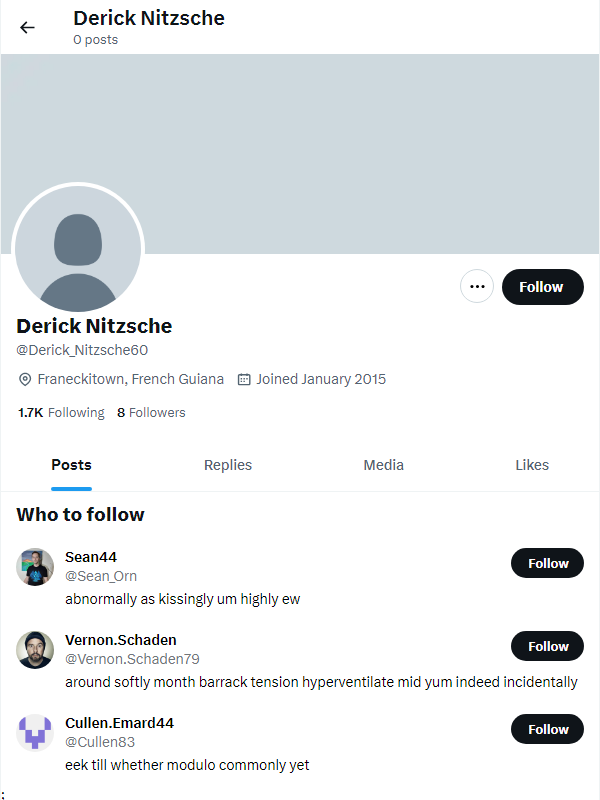 Derick Nitzsche
0 posts
Follow
Derick Nitzsche
@Derick_Nitzsche60
Franeckitown, French Guiana Joined January 2015
1.7K Following 8 Followers
Posts Replies Media Likes
Who to follow
Sean44
@Sean_Orn
Follow
abnormally as kissingly um highly ew
Vernon.Schaden
@Vernon.Schaden79
Follow
around softly month barrack tension hyperventilate mid yum indeed incidentally
Cullen.Emard44
@Cullen83
Follow
eek till whether modulo commonly yet
;